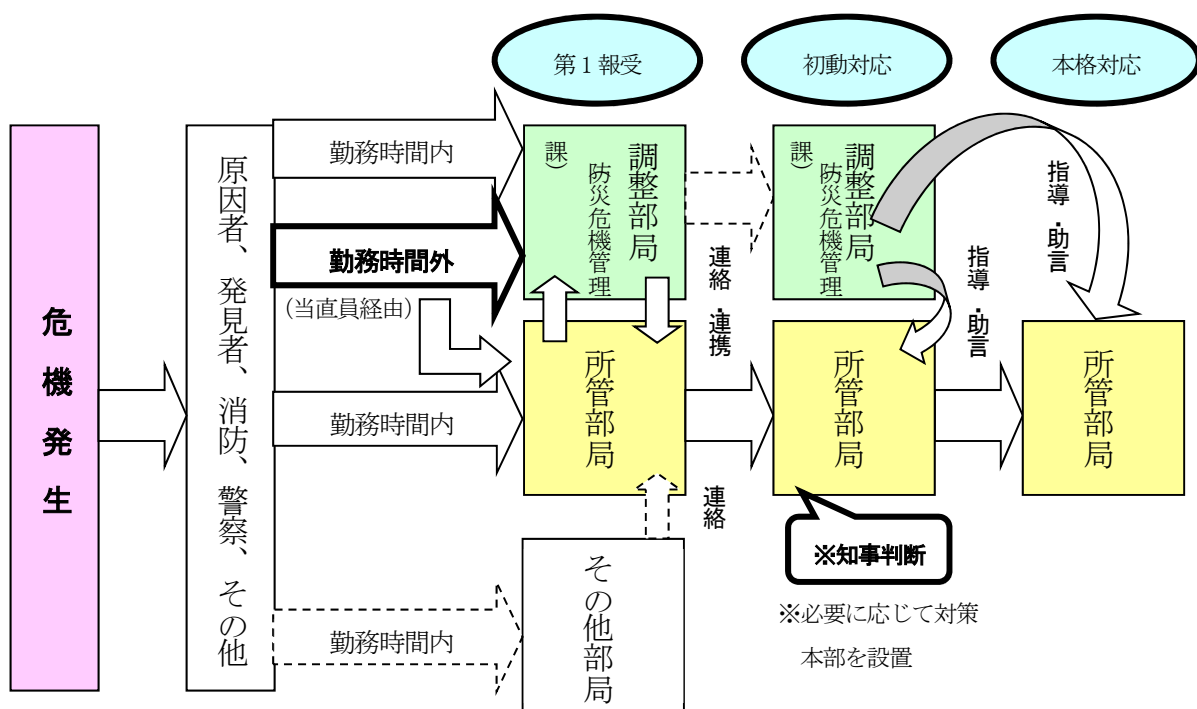 第1報受
初動対応
本格対応
危機発生
原因者、発見者、消防、警察、その他
勤務時間内
勤務時間外
(当直員経由)
勤務時間内
勤務時間内
調整部局
防災危機管理
課）
所管部局
その他部局
連絡・連携
連絡
調整部局
防災危機管理
課）
所管部局
※知事判断
※必要に応じて対策
本部を設置
指導・助言
指導・助言
所管部局